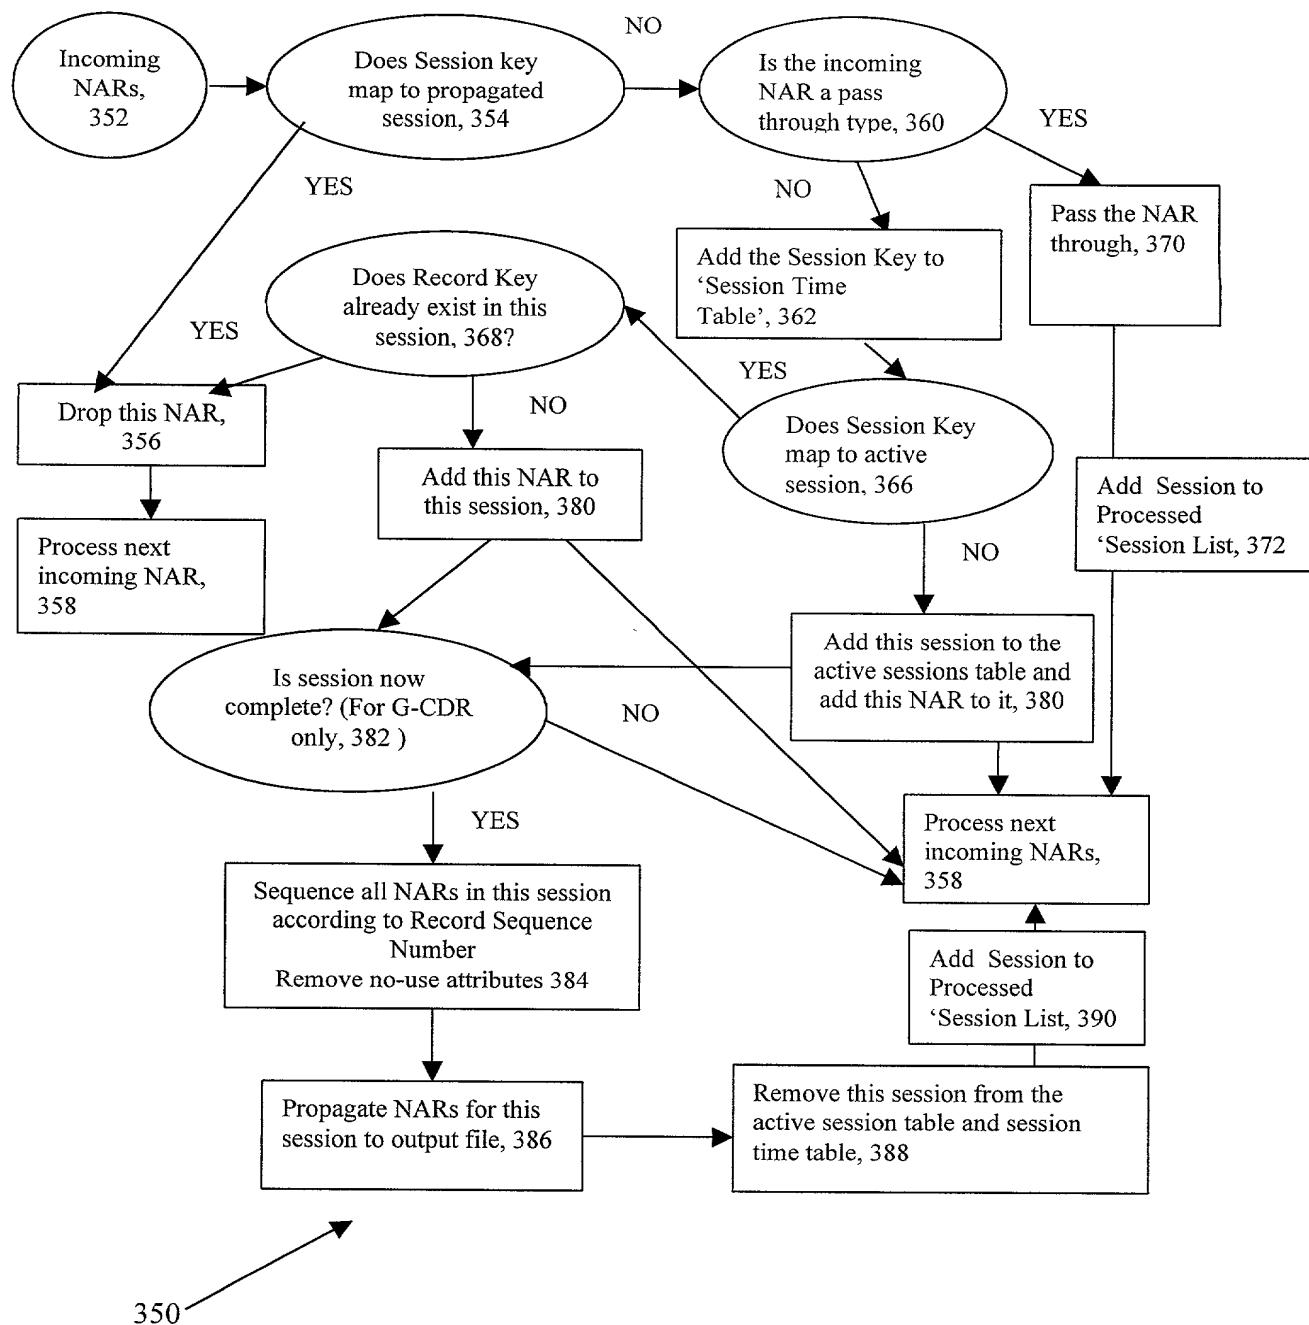 NO
Incoming
NARs,
352
Does Session key
map to propagated
session, 354
Is the incoming
NAR a pass
through type, 360
YES
YES
NO
Pass the NAR
through, 370
Add the Session Key to
‘Session Time
Table’, 362
Does Record Key
already exist in this
session, 368?
YES
YES
Drop this NAR,
356
NO
Does Session Key
map to active
session, 366
Add this NAR to
this session, 380
Add Session to
Processed
‘Session List, 372
Process next
incoming NAR,
358
NO
Add this session to the
active sessions table and
add this NAR to it, 380
Is session now
complete? (For G-CDR
only, 382 )
NO
YES
Process next
incoming NARs,
358
Sequence all NARs in this session
according to Record Sequence
Number
Remove no-use attributes 384
Add Session to
Processed
‘Session List, 390
Propagate NARs for this
session to output file, 386
Remove this session from the
active session table and session
time table, 388
350